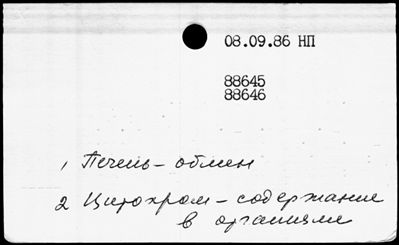 08.09.86 НП
88645
88646
1 Печень - обмен
2 Цитохром - содержание
в организме